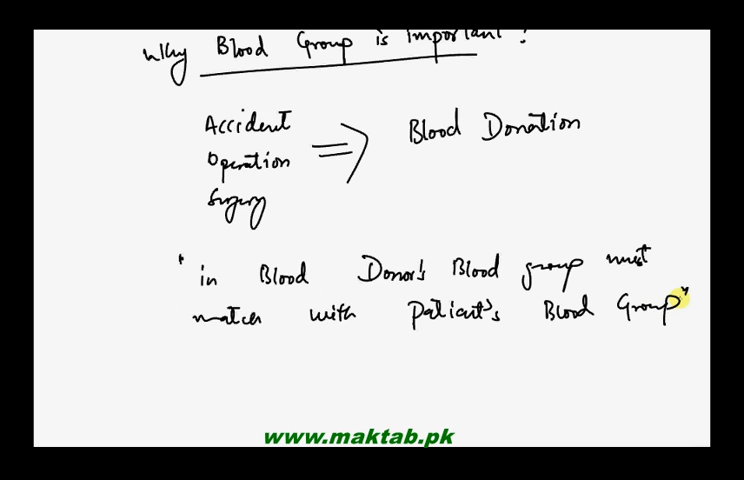 Why Blood Group is Important?
Accident
Operation
Surgery
Blood Donation
"in Blood Donor's Blood group must
match with Patient's Blood Group"
www.maktab.pk